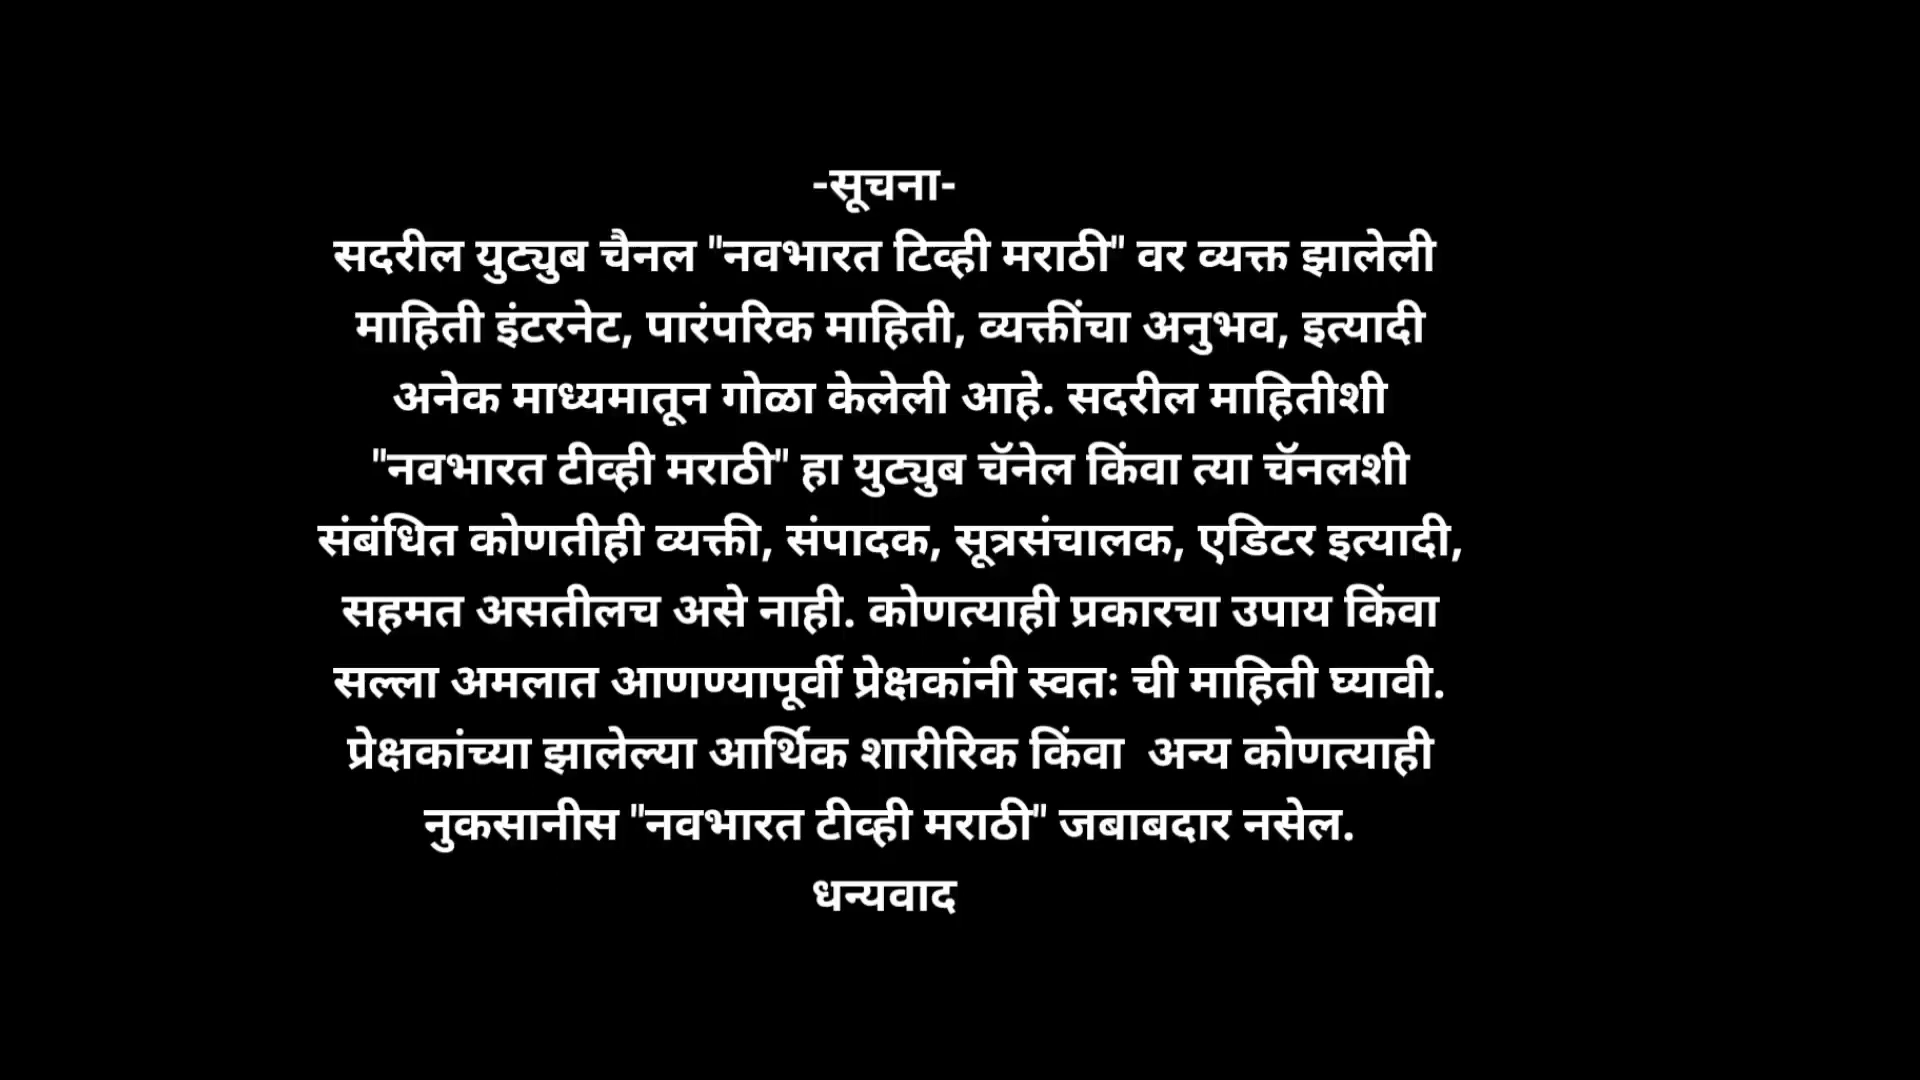 -सूचना-
सदरील युट्युब चैनल "नवभारत टिव्ही मराठी" वर व्यक्त झालेली
माहिती इंटरनेट, पारंपरिक माहिती, व्यक्तींचा अनुभव, इत्यादी
अनेक माध्यमातून गोळा केलेली आहे. सदरील माहितीशी
"नवभारत टीव्ही मराठी" हा युट्युब चॅनेल किंवा त्या चॅनलशी
संबंधित कोणतीही व्यक्ती, संपादक, सूत्रसंचालक, एडिटर इत्यादी,
सहमत असतीलच असे नाही. कोणत्याही प्रकारचा उपाय किंवा
सल्ला अमलात आणण्यापूर्वी प्रेक्षकांनी स्वतः ची माहिती घ्यावी.
प्रेक्षकांच्या झालेल्या आर्थिक शारीरिक किंवा  अन्य कोणत्याही
नुकसानीस "नवभारत टीव्ही मराठी" जबाबदार नसेल.
धन्यवाद